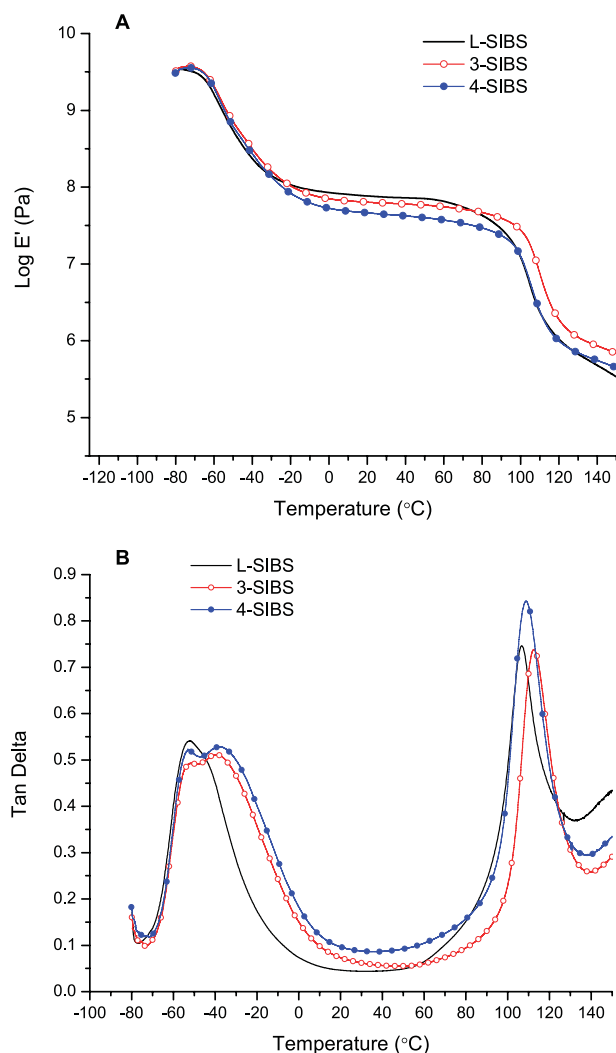 A
L-SIBS
3-SIBS
4-SIBS
10
9
8
7
6
5
Log E' (Pa)
-120 -100 -80 -60 -40 -20 0 20 40 60 80 100 120 140
Temperature (°C)
B
L-SIBS
3-SIBS
4-SIBS
0.9
0.8
0.7
0.6
0.5
0.4
0.3
0.2
0.1
0.0
Tan Delta
-100 -80 -60 -40 -20 0 20 40 60 80 100 120 140
Temperature (°C)